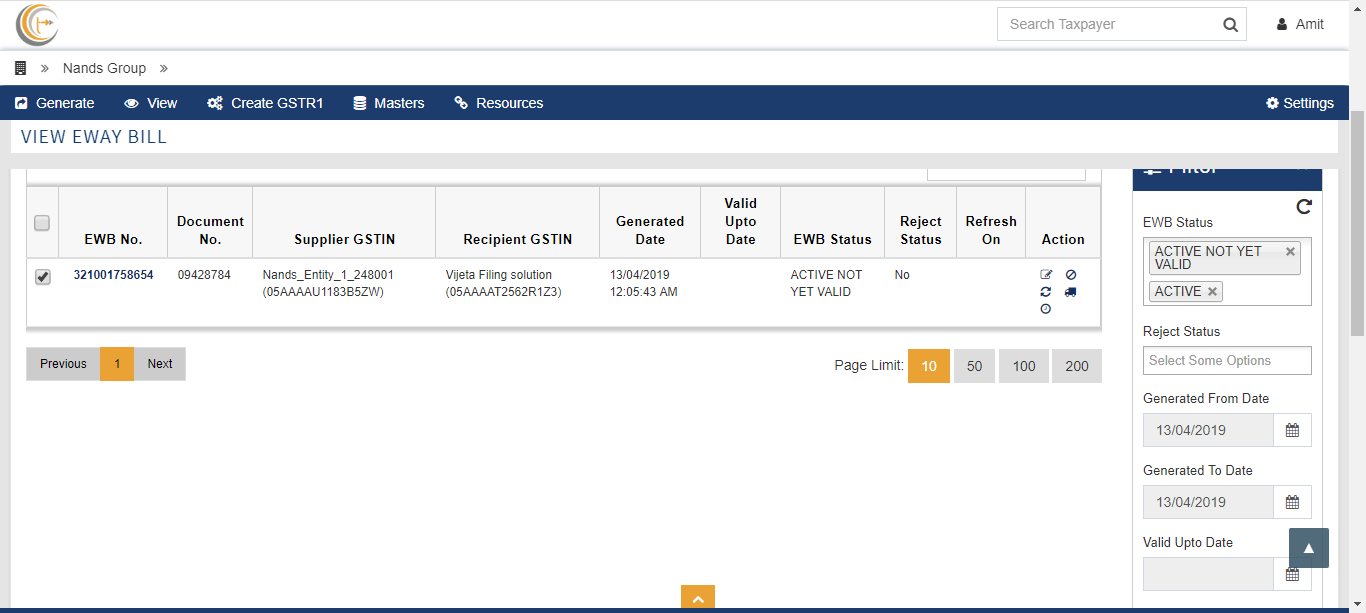 Search Taxpayer
Amit
» Nands Group »
Generate View Create GSTR1 Masters Resources Settings
VIEW EWAY BILL
Filter
EWB No.
Document
No.
Supplier GSTIN
Recipient GSTIN
Generated
Date
Valid
Upto
Date
EWB Status
Reject
Status
Refresh
On
Action
321001758654
09428784
Nands_Entity_1_248001
(05AAAAU1183B5ZW)
Vijeta Filing solution
(05AAAAT2562R1Z3)
13/04/2019
12:05:43 AM
ACTIVE NOT
YET VALID
No
Previous 1 Next
Page Limit: 10 50 100 200
EWB Status
ACTIVE NOT YET
VALID
ACTIVE
Reject Status
Select Some Options
Generated From Date
13/04/2019
Generated To Date
13/04/2019
Valid Upto Date